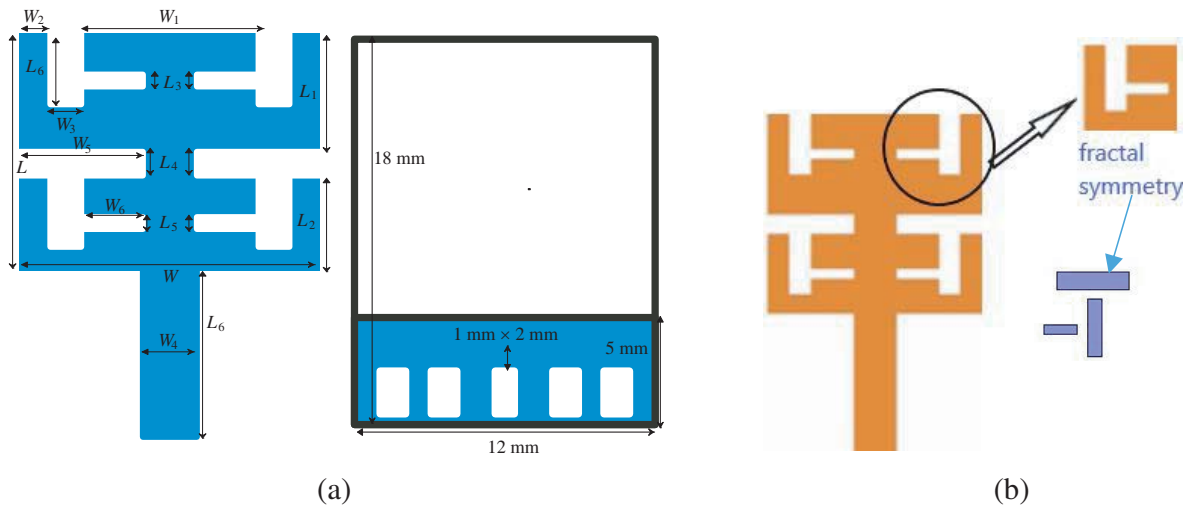 W₂
W₁
L₆
L₃
L₁
W₃
W₅
L
L₄
W₆
L₅
L₂
W
L₆
W₄
18 mm
1 mm × 2 mm
5 mm
12 mm
(a)
fractal
symmetry
(b)